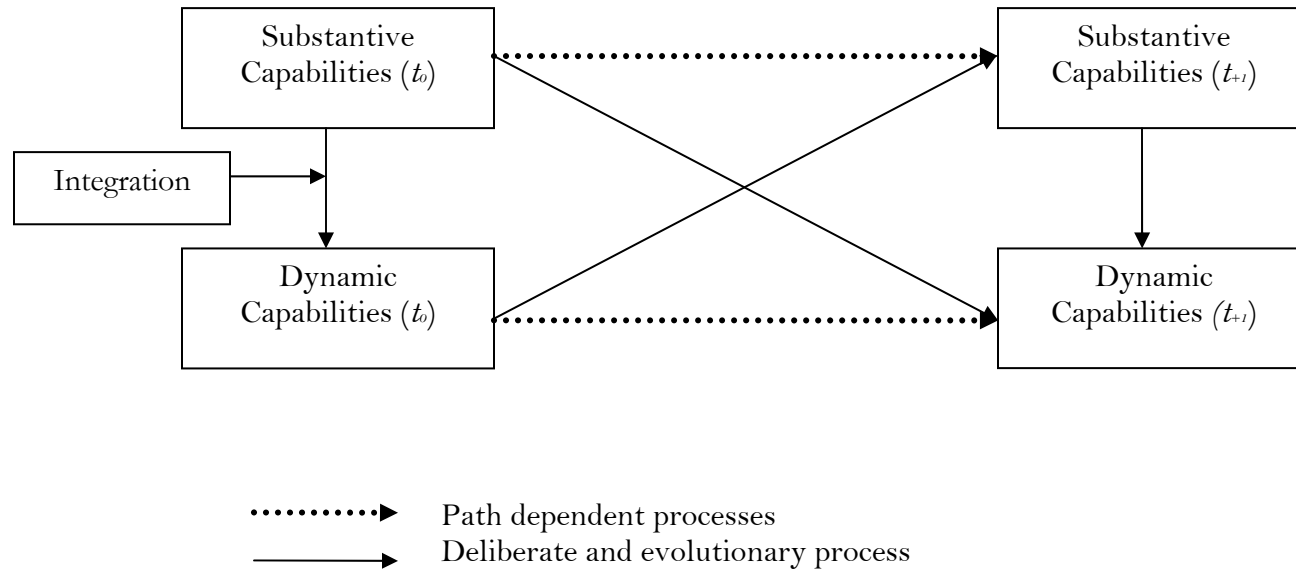 Substantive
Capabilities (t0)
Substantive
Capabilities (t+1)
Integration
Dynamic
Capabilities (t0)
Dynamic
Capabilities (t+1)
Path dependent processes
Deliberate and evolutionary process